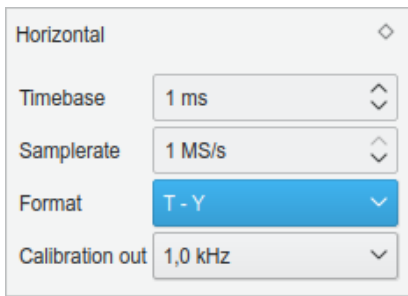 Horizontal
Timebase 1 ms
Samplerate 1 MS/s
Format T - Y
Calibration out 1,0 kHz